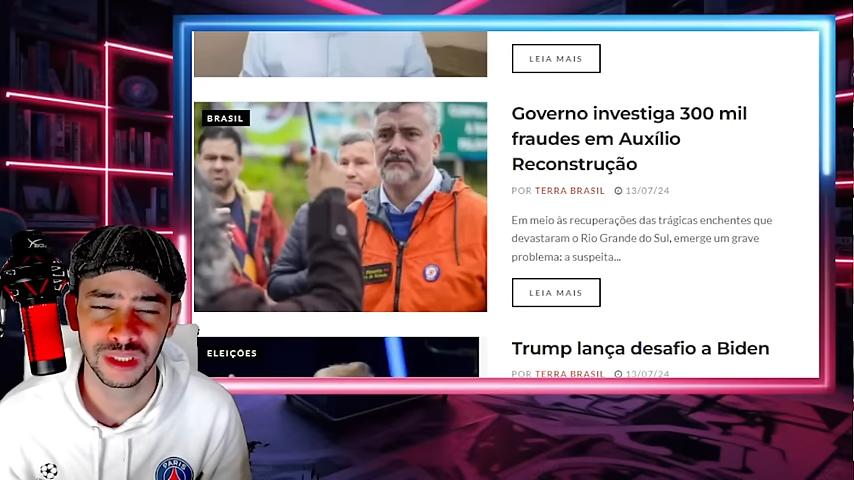 LEIA MAIS
BRASIL
Governo investiga 300 mil
fraudes em Auxílio
Reconstrução
POR TERRA BRASIL 13/07/24
Em meio às recuperações das trágicas enchentes que
devastaram o Rio Grande do Sul, emerge um grave
problema: a suspeita...
LEIA MAIS
ELEIÇÕES
Trump lança desafio a Biden
POR TERRA BRASIL 13/07/24
PARIS